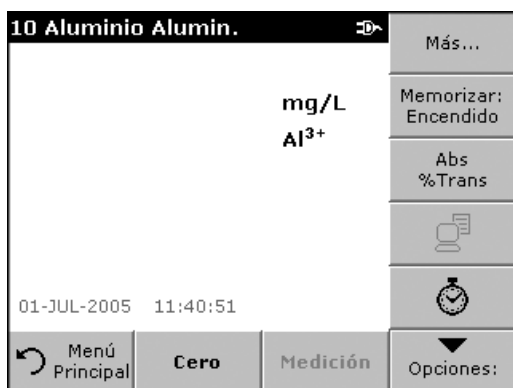 10 Aluminio Alumin.
mg/L
Al³⁺
01-JUL-2005 11:40:51
Menú
Principal
Cero
Medición
Más...
Memorizar:
Encendido
Abs
%Trans
Opciones: